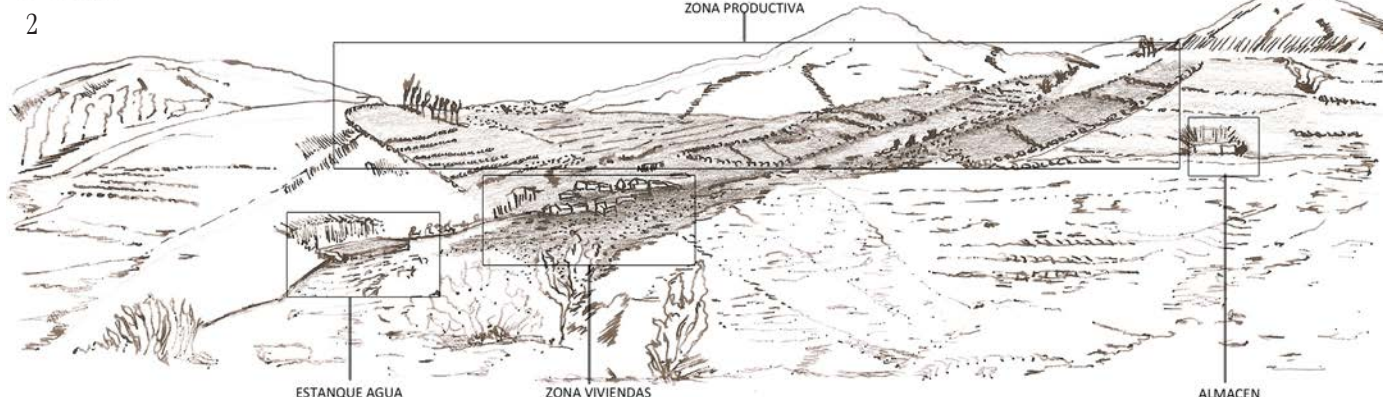 ZONA PRODUCTIVA
2
ESTANQUE AGUA
ZONA VIVIENDAS
ALMACEN